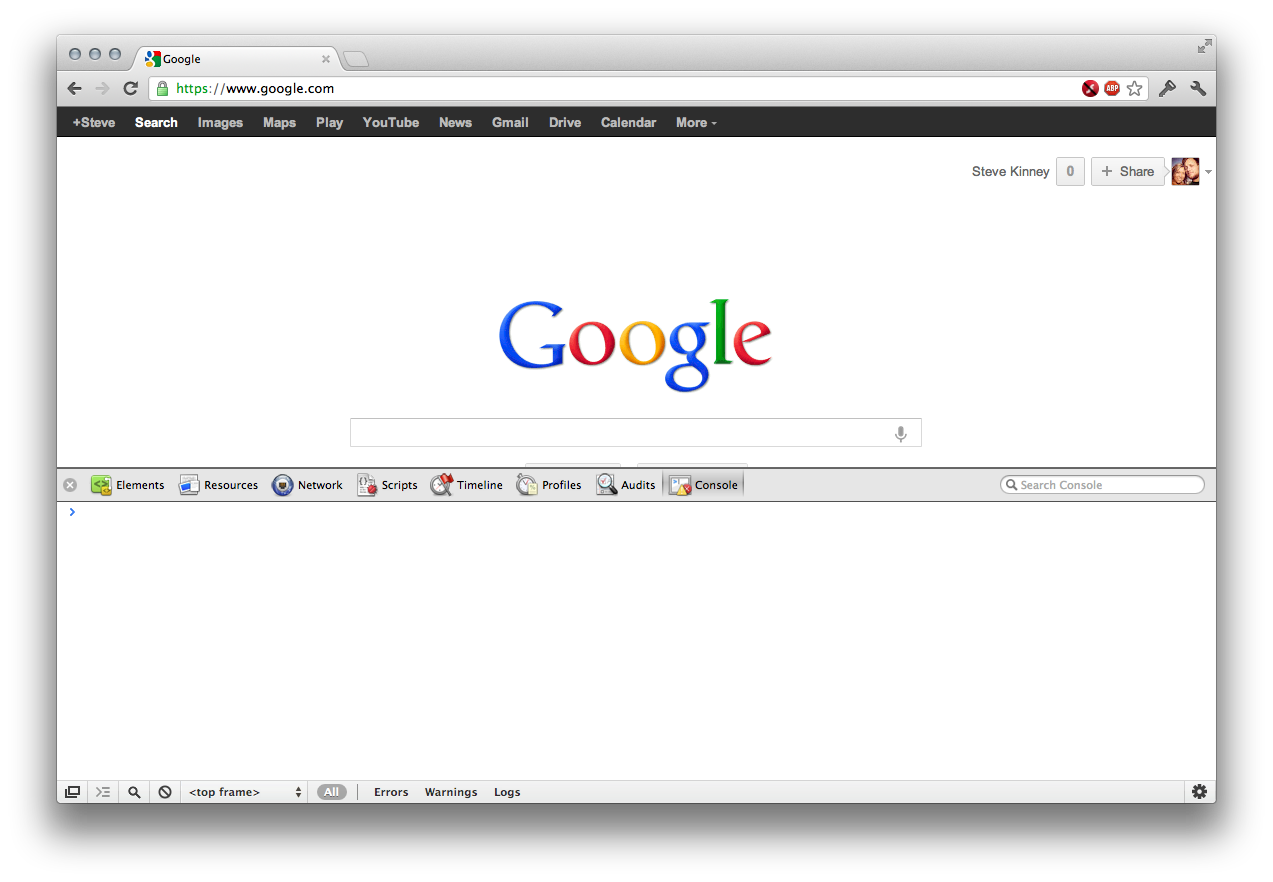 Google
https://www.google.com
ABP
+Steve Search Images Maps Play YouTube News Gmail Drive Calendar More
Steve Kinney 0 + Share
Google
Elements Resources Network Scripts Timeline Profiles Audits Console Search Console
<top frame> All Errors Warnings Logs